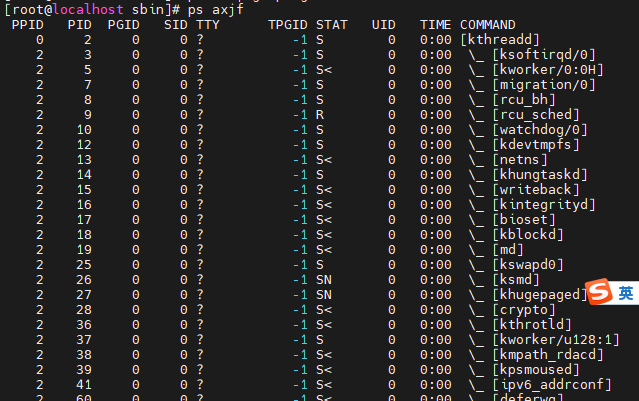 [root@localhost sbin]# ps axjf
PPID PID PGID SID TTY TPGID STAT UID TIME COMMAND
0 2 0 0 ? -1 S 0 0:00 [kthreadd]
2 3 0 0 ? -1 S 0 0:00 \_ [ksoftirqd/0]
2 5 0 0 ? -1 S< 0 0:00 \_ [kworker/0:0H]
2 7 0 0 ? -1 S 0 0:00 \_ [migration/0]
2 8 0 0 ? -1 S 0 0:00 \_ [rcu_bh]
2 9 0 0 ? -1 R 0 0:00 \_ [rcu_sched]
2 10 0 0 ? -1 S 0 0:00 \_ [watchdog/0]
2 12 0 0 ? -1 S 0 0:00 \_ [kdevtmpfs]
2 13 0 0 ? -1 S< 0 0:00 \_ [netns]
2 14 0 0 ? -1 S 0 0:00 \_ [khungtaskd]
2 15 0 0 ? -1 S< 0 0:00 \_ [writeback]
2 16 0 0 ? -1 S< 0 0:00 \_ [kintegrityd]
2 17 0 0 ? -1 S< 0 0:00 \_ [bioset]
2 18 0 0 ? -1 S< 0 0:00 \_ [kblockd]
2 19 0 0 ? -1 S< 0 0:00 \_ [md]
2 25 0 0 ? -1 S 0 0:00 \_ [kswapd0]
2 26 0 0 ? -1 SN 0 0:00 \_ [ksmd]
2 27 0 0 ? -1 SN 0 0:00 \_ [khugepaged]
英
2 28 0 0 ? -1 S< 0 0:00 \_ [crypto]
2 36 0 0 ? -1 S< 0 0:00 \_ [kthrotld]
2 37 0 0 ? -1 S 0 0:00 \_ [kworker/u128:1]
2 38 0 0 ? -1 S< 0 0:00 \_ [kmpath_rdacd]
2 39 0 0 ? -1 S< 0 0:00 \_ [kpsmoused]
2 41 0 0 ? -1 S< 0 0:00 \_ [ipv6_addrconf]
2 60 0 0 ? -1 S< 0 0:00 \_ [deferwq]